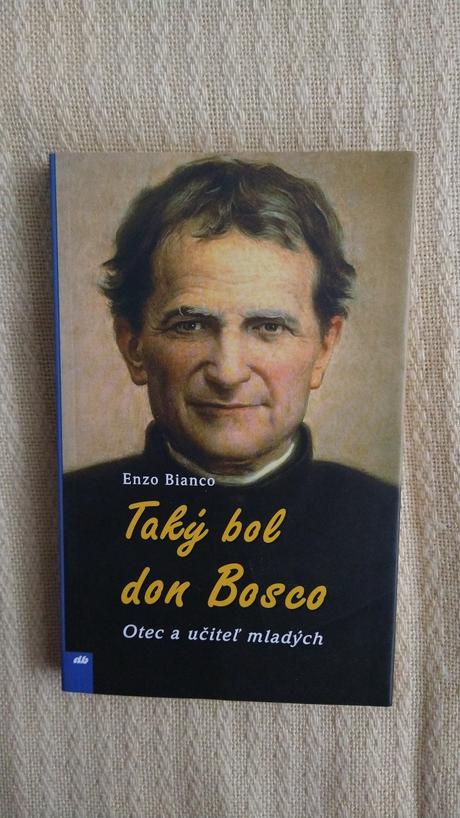 Enzo Bianco
Taký bol
don Bosco
Otec a učiteľ mladých
db